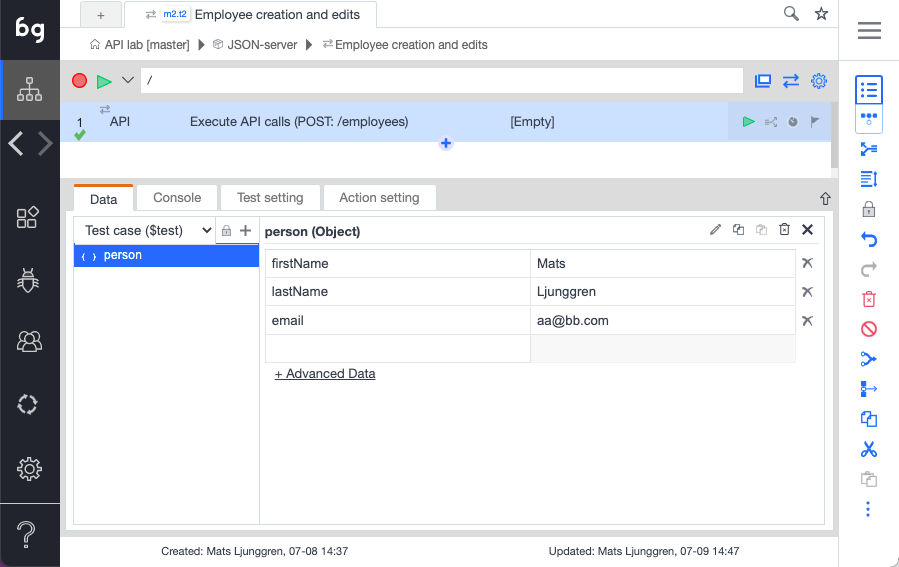 bg
+
m2.t2 Employee creation and edits
API lab [master] JSON-server Employee creation and edits
/
1 API Execute API calls (POST: /employees) [Empty]
Data Console Test setting Action setting
Test case ($test) person (Object)
{ } person
firstName Mats
lastName Ljunggren
email aa@bb.com
+ Advanced Data
Created: Mats Ljunggren, 07-08 14:37 Updated: Mats Ljunggren, 07-09 14:47